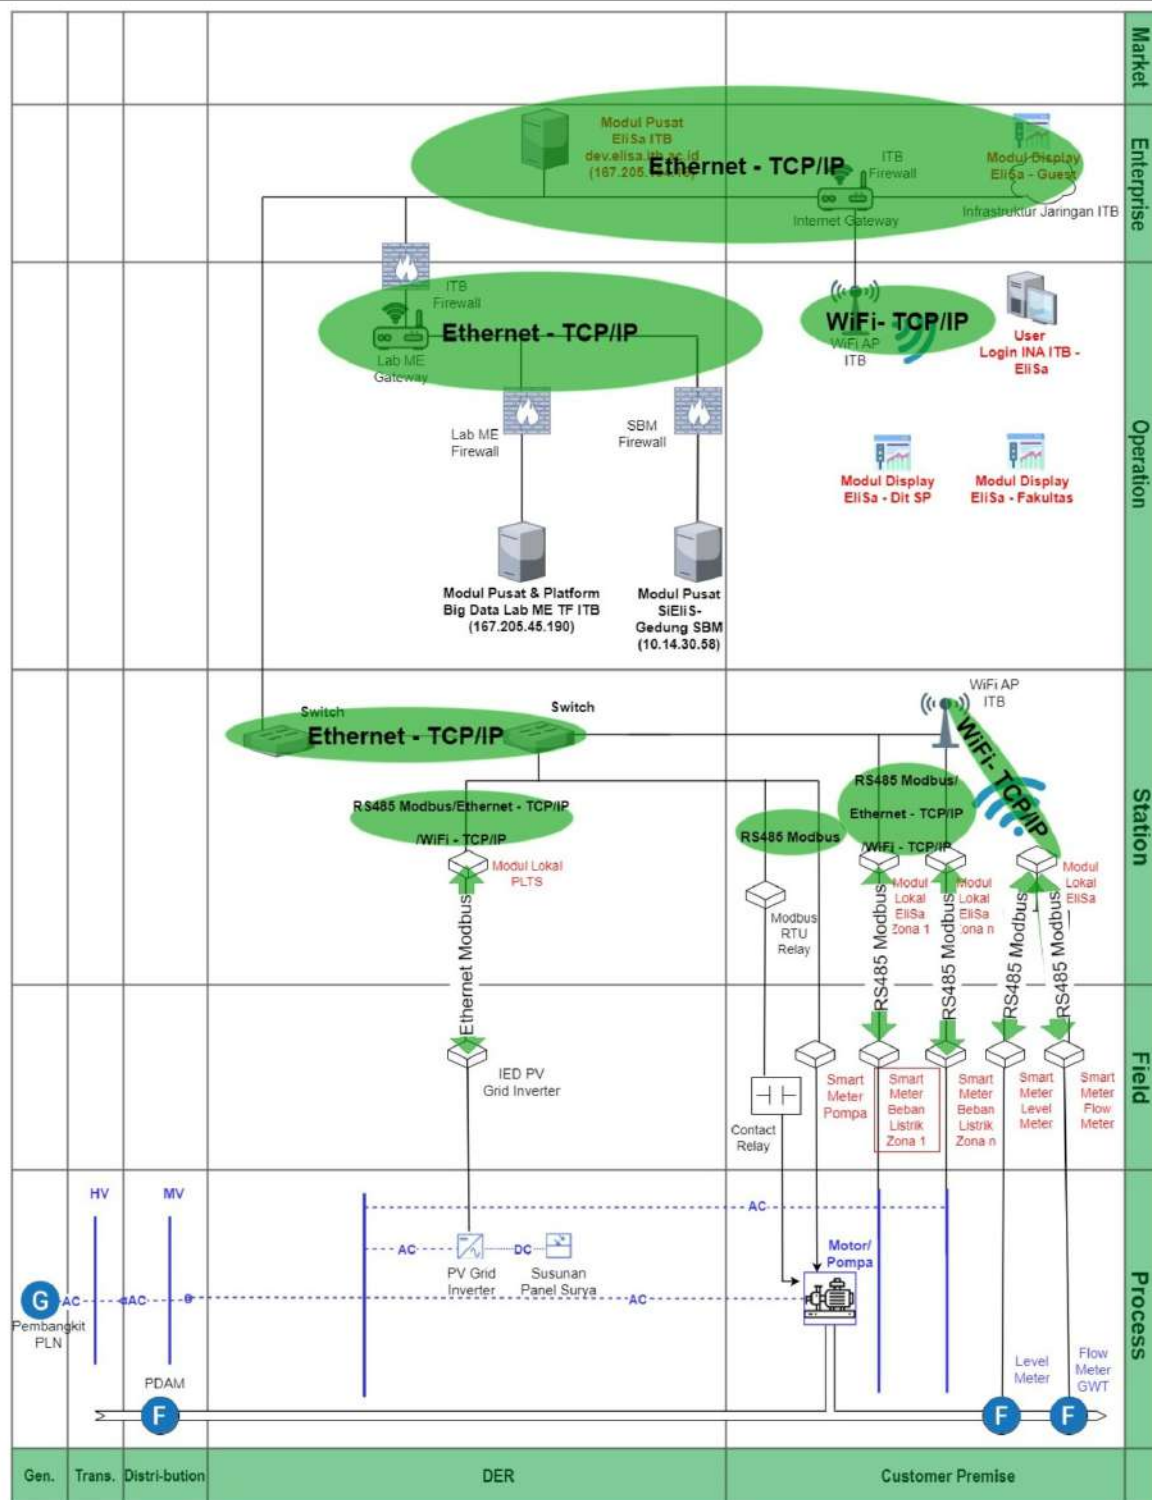 Market
Enterprise
Modul Pusat
EliSa ITB
dev.elisa.itb.ac.id
Ethernet - TCP/IP
ITB
Firewall
Internet Gateway
Modul Display
EliSa - Guest
Infrastruktur Jaringan ITB
Operation
ITB
Firewall
Ethernet - TCP/IP
Lab ME
Gateway
WiFi- TCP/IP
WiFi AP
ITB
User
Login INA ITB -
EliSa
Lab ME
Firewall
SBM
Firewall
Modul Display
EliSa - Dit SP
Modul Display
EliSa - Fakultas
Modul Pusat & Platform
Big Data Lab ME TF ITB
(167.205.45.190)
Modul Pusat
SiEliS-
Gedung SBM
(10.14.30.58)
Station
Switch
Ethernet - TCP/IP
Switch
WiFi AP
ITB
WiFi- TCP/IP
RS485 Modbus/Ethernet - TCP/IP
/WiFi - TCP/IP
Modul Lokal
PLTS
RS485 Modbus
RS485 Modbus/
Ethernet - TCP/IP
/WiFi - TCP/IP
Modbus
RTU
Relay
Modul
Lokal
EliSa
Zona 1
Modul
Lokal
EliSa
Zona n
Modul
Lokal
EliSa
Ethernet Modbus
RS485 Modbus
RS485 Modbus
RS485 Modbus
RS485 Modbus
Field
IED PV
Grid Inverter
Contact
Relay
Smart
Meter
Pompa
Smart
Meter
Beban
Listrik
Zona 1
Smart
Meter
Beban
Listrik
Zona n
Smart
Meter
Level
Meter
Smart
Meter
Flow
Meter
Process
HV
MV
AC
AC
DC
PV Grid
Inverter
Susunan
Panel Surya
Motor/
Pompa
G
AC
AC
AC
Pembangkit
PLN
PDAM
F
Level
Meter
F
Flow
Meter
GWT
F
Gen.
Trans.
Distri-bution
DER
Customer Premise